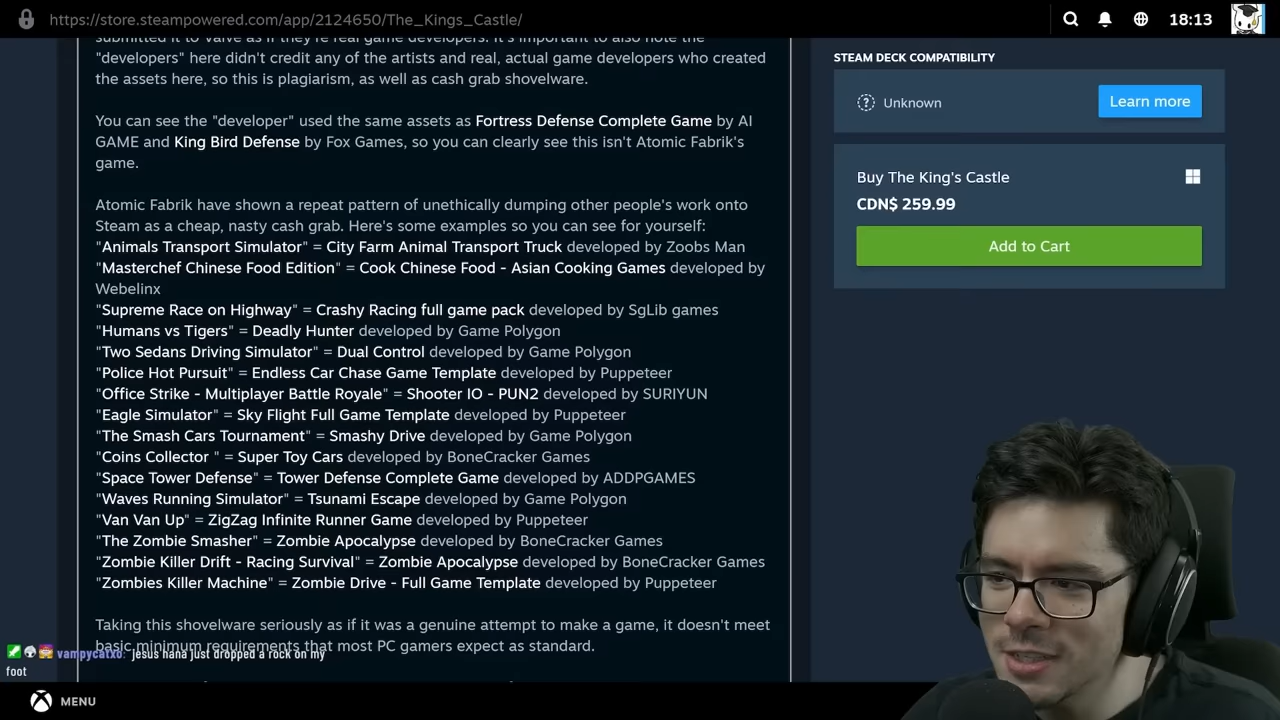 https://store.steampowered.com/app/2124650/The_Kings_Castle/
18:13
submitted it to Valve as if they're real game developers. It's important to also note the
"developers" here didn't credit any of the artists and real, actual game developers who created
the assets here, so this is plagiarism, as well as cash grab shovelware.
You can see the "developer" used the same assets as Fortress Defense Complete Game by AI
GAME and King Bird Defense by Fox Games, so you can clearly see this isn't Atomic Fabrik's
game.
Atomic Fabrik have shown a repeat pattern of unethically dumping other people's work onto
Steam as a cheap, nasty cash grab. Here's some examples so you can see for yourself:
"Animals Transport Simulator" = City Farm Animal Transport Truck developed by Zoobs Man
"Masterchef Chinese Food Edition" = Cook Chinese Food - Asian Cooking Games developed by
Webelinx
"Supreme Race on Highway" = Crashy Racing full game pack developed by SgLib games
"Humans vs Tigers" = Deadly Hunter developed by Game Polygon
"Two Sedans Driving Simulator" = Dual Control developed by Game Polygon
"Police Hot Pursuit" = Endless Car Chase Game Template developed by Puppeteer
"Office Strike - Multiplayer Battle Royale" = Shooter IO - PUN2 developed by SURIYUN
"Eagle Simulator" = Sky Flight Full Game Template developed by Puppeteer
"The Smash Cars Tournament" = Smashy Drive developed by Game Polygon
"Coins Collector " = Super Toy Cars developed by BoneCracker Games
"Space Tower Defense" = Tower Defense Complete Game developed by ADDPGAMES
"Waves Running Simulator" = Tsunami Escape developed by Game Polygon
"Van Van Up" = ZigZag Infinite Runner Game developed by Puppeteer
"The Zombie Smasher" = Zombie Apocalypse developed by BoneCracker Games
"Zombie Killer Drift - Racing Survival" = Zombie Apocalypse developed by BoneCracker Games
"Zombies Killer Machine" = Zombie Drive - Full Game Template developed by Puppeteer
Taking this shovelware seriously as if it was a genuine attempt to make a game, it doesn't meet
basic minimum requirements that most PC gamers expect as standard.
vampycatxo: jesus hana just dropped a rock on my
foot
MENU
STEAM DECK COMPATIBILITY
Unknown
Learn more
Buy The King's Castle
CDN$ 259.99
Add to Cart